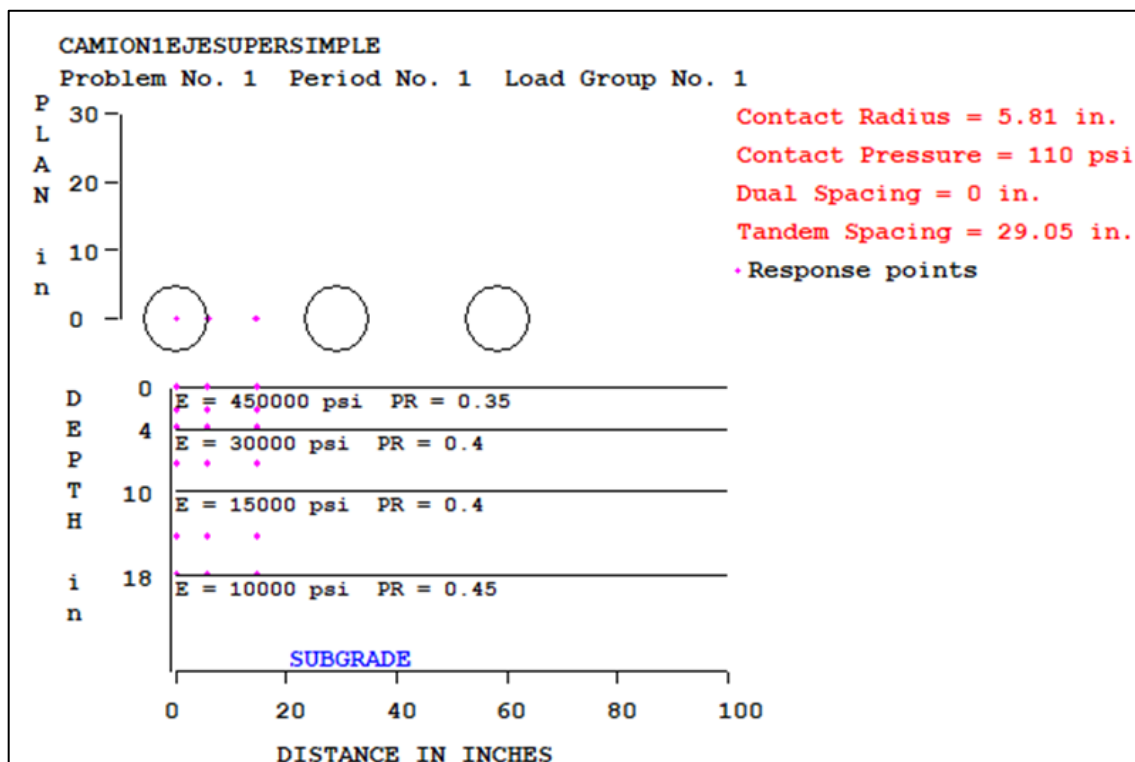 CAMION1EJESUPERSIMPLE
Problem No. 1 Period No. 1 Load Group No. 1
PLAN in
30
20
10
0
Contact Radius = 5.81 in.
Contact Pressure = 110 psi
Dual Spacing = 0 in.
Tandem Spacing = 29.05 in.
Response points
DEPTH in
0
E = 450000 psi PR = 0.35
4
E = 30000 psi PR = 0.4
10
E = 15000 psi PR = 0.4
18
E = 10000 psi PR = 0.45
SUBGRADE
0 20 40 60 80 100
DISTANCE IN INCHES